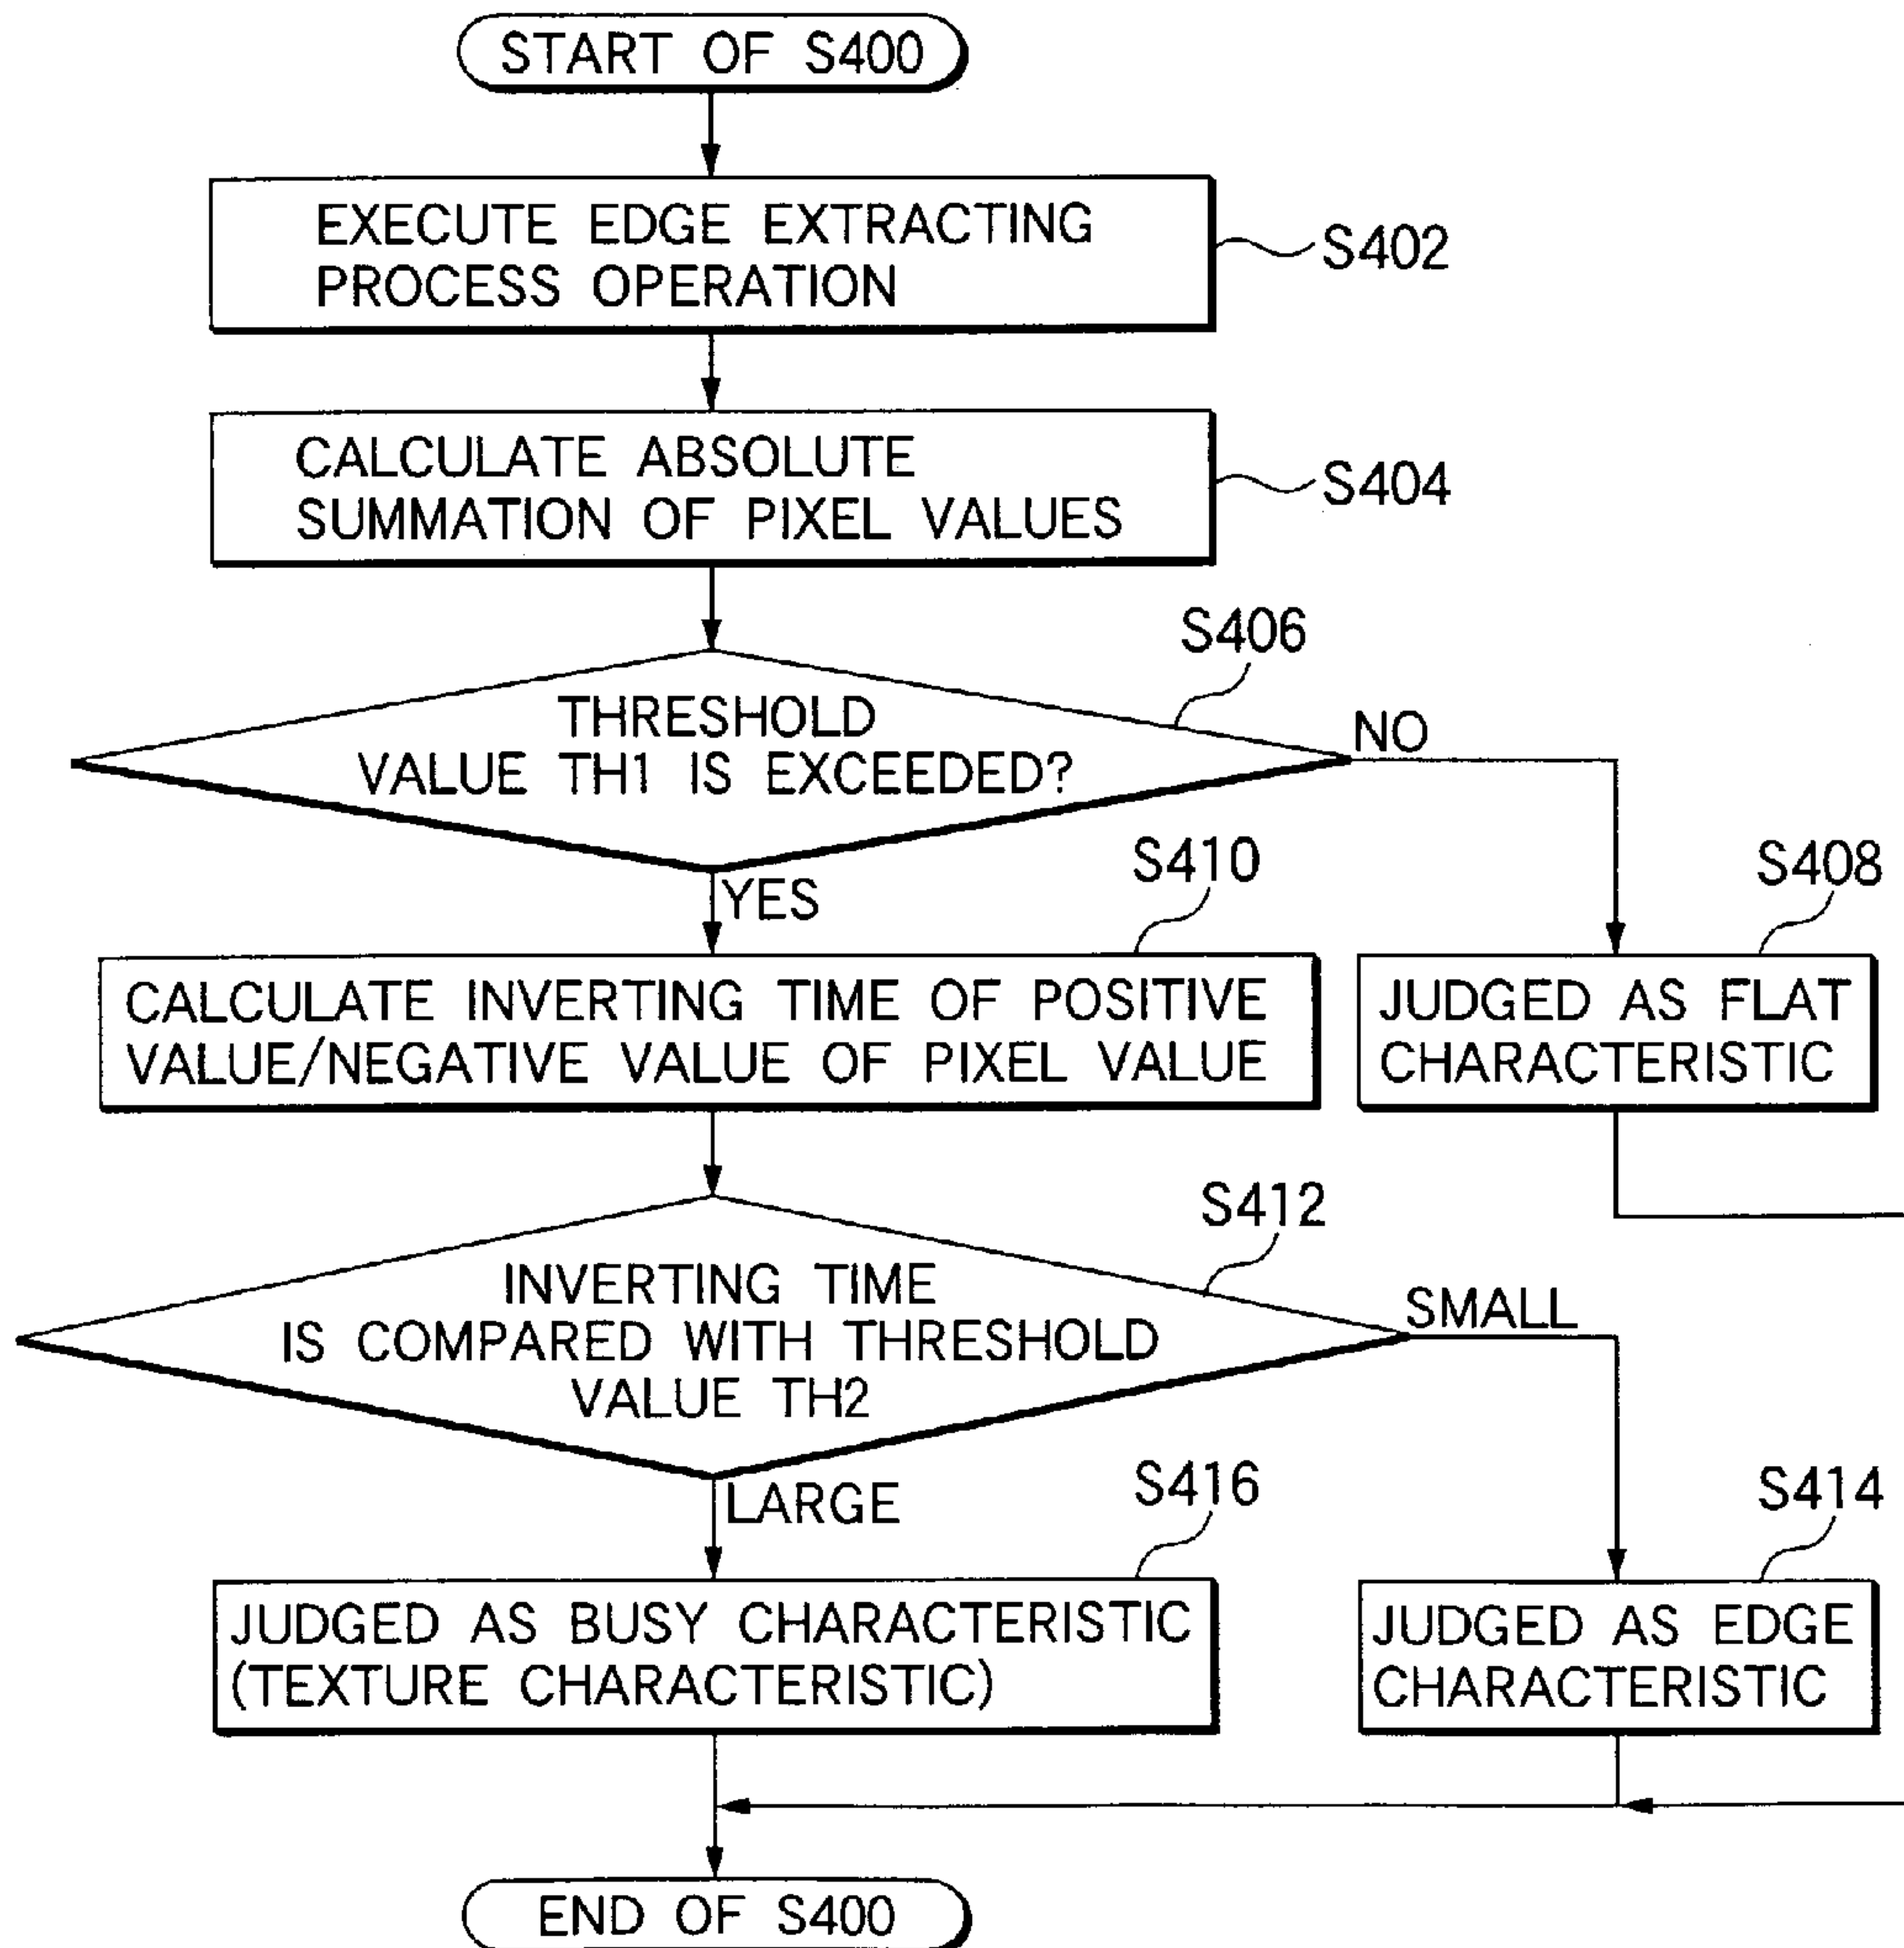 START OF S400
EXECUTE EDGE EXTRACTING
PROCESS OPERATION
S402
CALCULATE ABSOLUTE
SUMMATION OF PIXEL VALUES
S404
S406
THRESHOLD
VALUE TH1 IS EXCEEDED?
NO
YES
S410
S408
CALCULATE INVERTING TIME OF POSITIVE
VALUE/NEGATIVE VALUE OF PIXEL VALUE
JUDGED AS FLAT
CHARACTERISTIC
S412
INVERTING TIME
IS COMPARED WITH THRESHOLD
VALUE TH2
SMALL
LARGE
S416
S414
JUDGED AS BUSY CHARACTERISTIC
(TEXTURE CHARACTERISTIC)
JUDGED AS EDGE
CHARACTERISTIC
END OF S400